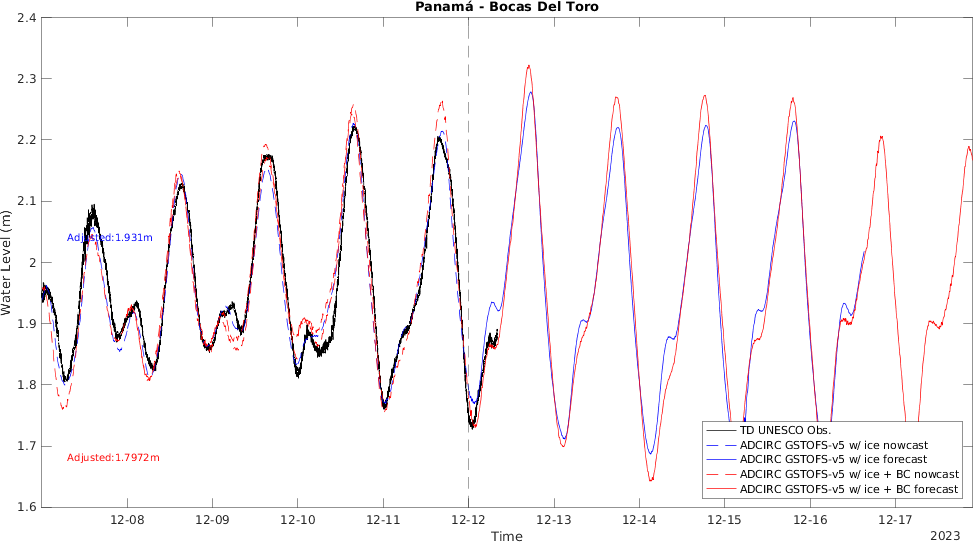 Panamá - Bocas Del Toro
2.4
2.3
2.2
2.1
2
1.9
1.8
1.7
1.6
Water Level (m)
Adjusted:1.931m
Adjusted:1.7972m
TD UNESCO Obs.
ADCIRC GSTOFS-v5 w/ ice nowcast
ADCIRC GSTOFS-v5 w/ ice forecast
ADCIRC GSTOFS-v5 w/ ice + BC nowcast
ADCIRC GSTOFS-v5 w/ ice + BC forecast
12-08 12-09 12-10 12-11 12-12 12-13 12-14 12-15 12-16 12-17
Time
2023